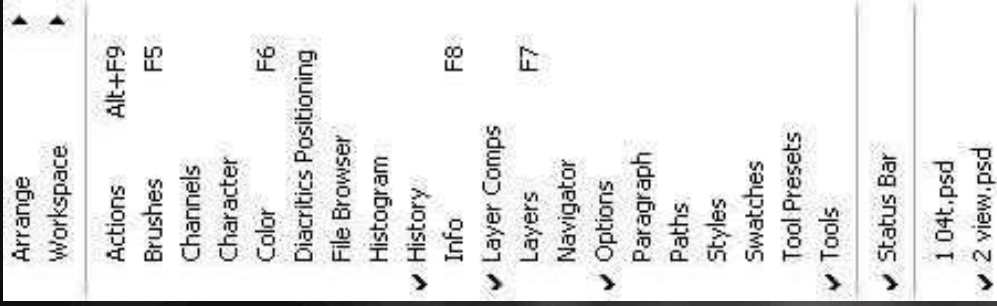 Arrange
Workspace
Actions Alt+F9
Brushes F5
Channels
Character
Color F6
Diacritics Positioning
File Browser
Histogram
✔ History
Info F8
✔ Layer Comps
Layers F7
Navigator
✔ Options
Paragraph
Paths
Styles
Swatches
Tool Presets
✔ Tools
✔ Status Bar
1 04t.psd
✔ 2 view.psd